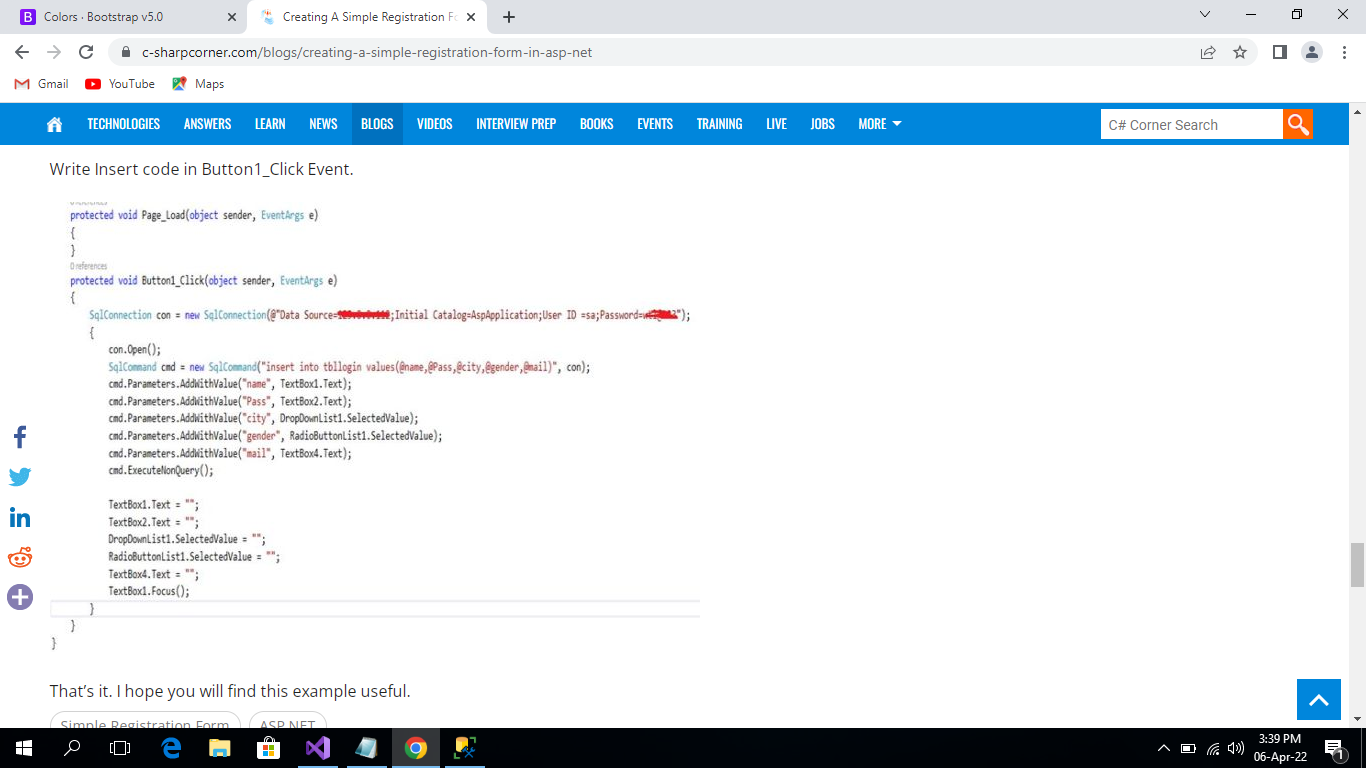 Colors · Bootstrap v5.0
Creating A Simple Registration Fo
c-sharpcorner.com/blogs/creating-a-simple-registration-form-in-asp-net
Gmail YouTube Maps
TECHNOLOGIES ANSWERS LEARN NEWS BLOGS VIDEOS INTERVIEW PREP BOOKS EVENTS TRAINING LIVE JOBS MORE
C# Corner Search
Write Insert code in Button1_Click Event.
protected void Page_Load(object sender, EventArgs e)
{
}
0 references
protected void Button1_Click(object sender, EventArgs e)
{
SqlConnection con = new SqlConnection(@"Data Source= ;Initial Catalog=AspApplication;User ID =sa;Password= ");
{
con.Open();
SqlCommand cmd = new SqlCommand("insert into tbllogin values(@name,@Pass,@city,@gender,@mail)", con);
cmd.Parameters.AddWithValue("name", TextBox1.Text);
cmd.Parameters.AddWithValue("Pass", TextBox2.Text);
cmd.Parameters.AddWithValue("city", DropDownList1.SelectedValue);
cmd.Parameters.AddWithValue("gender", RadioButtonList1.SelectedValue);
cmd.Parameters.AddWithValue("mail", TextBox4.Text);
cmd.ExecuteNonQuery();
TextBox1.Text = "";
TextBox2.Text = "";
DropDownList1.SelectedValue = "";
RadioButtonList1.SelectedValue = "";
TextBox4.Text = "";
TextBox1.Focus();
}
}
}
That's it. I hope you will find this example useful.
Simple Registration Form ASP.NET
3:39 PM
06-Apr-22
1